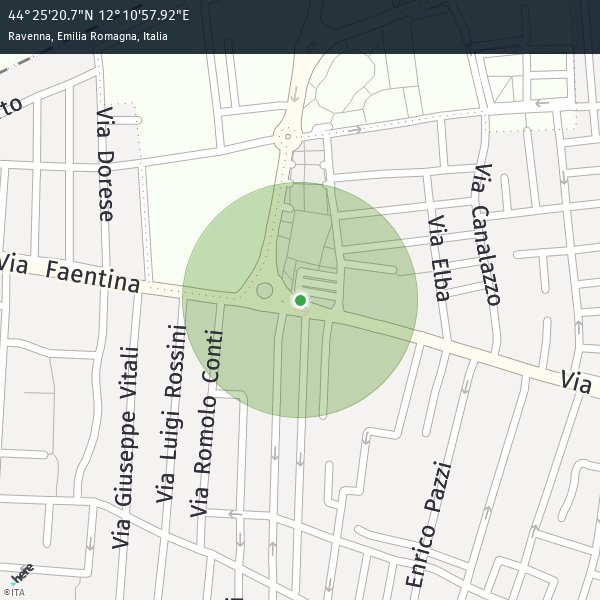 44°25'20.7"N 12°10'57.92"E
Ravenna, Emilia Romagna, Italia
to
Via Dorese
Via Canalazzo
Via Elba
Via Faentina
Via
Via Giuseppe Vitali
Via Luigi Rossini
Via Romolo Conti
Enrico Pazzi
here
©ITA